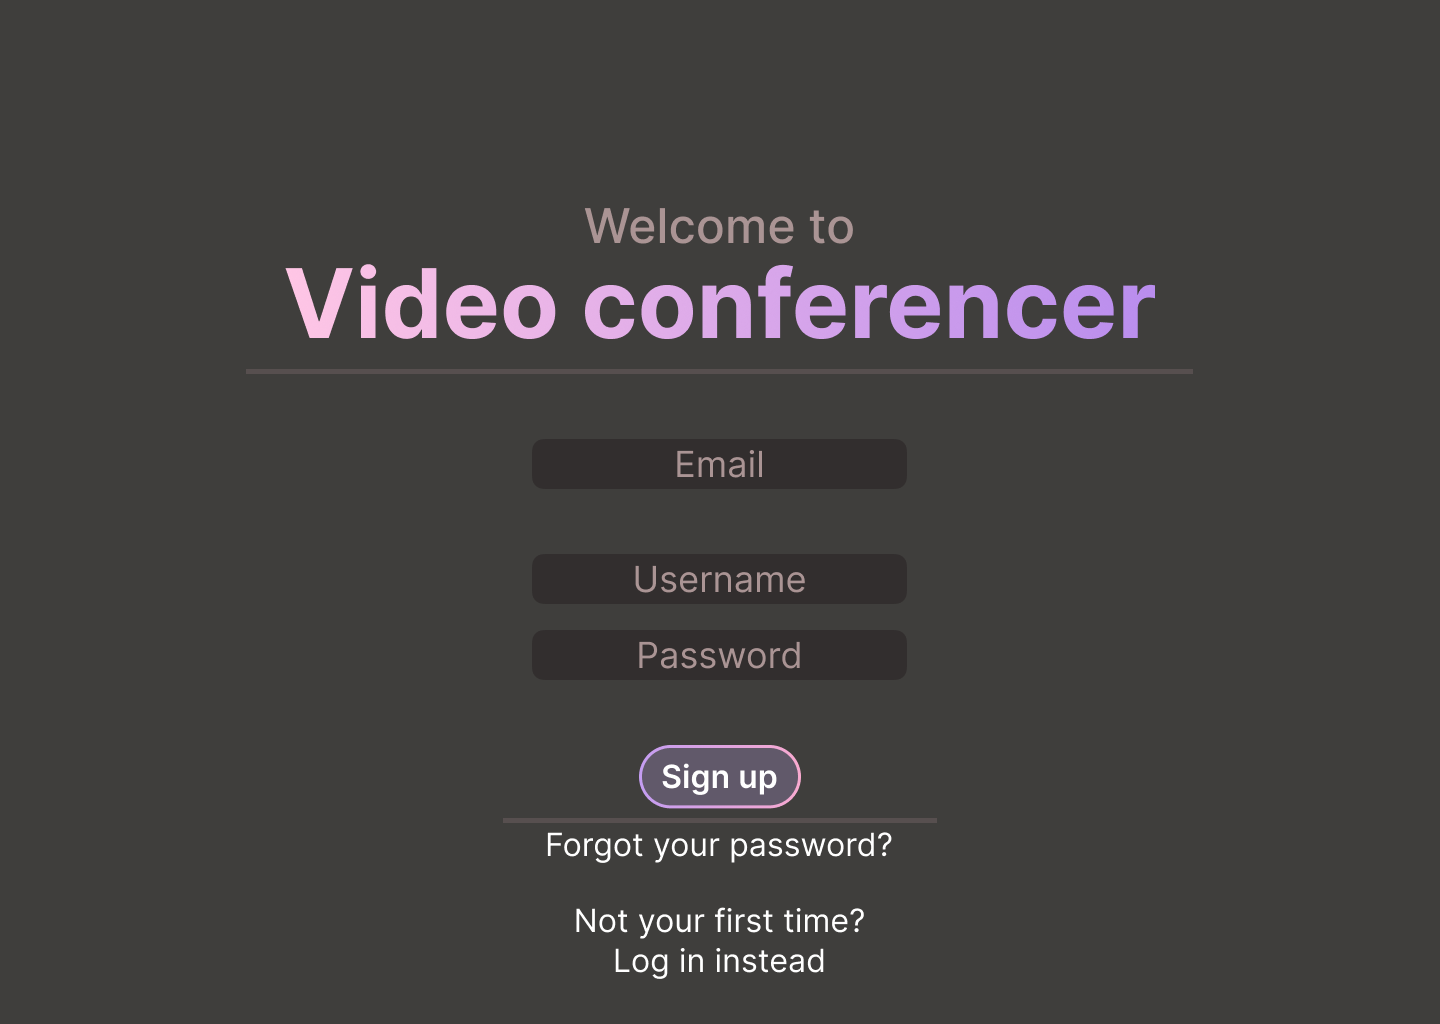 Welcome to
Video conferencer
Email
Username
Password
Sign up
Forgot your password?
Not your first time?
Log in instead